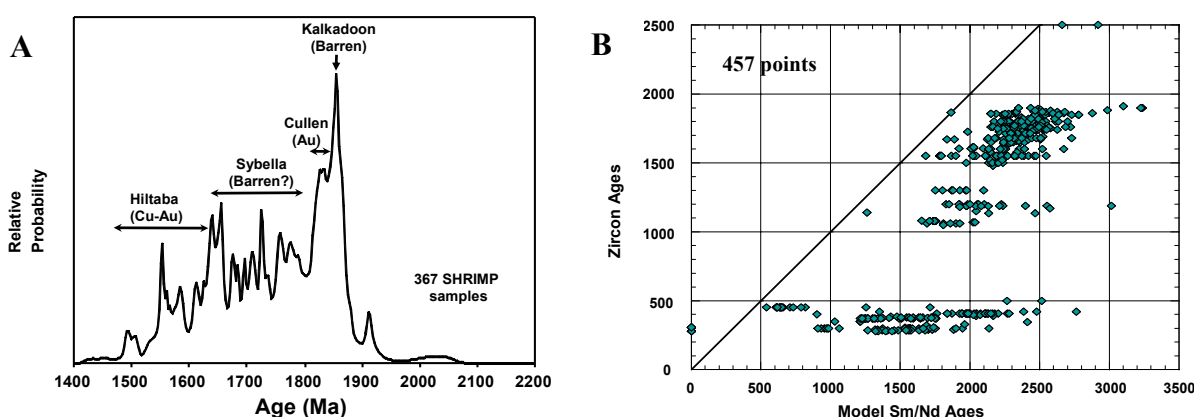 A
Kalkadoon
(Barren)
Cullen
(Au)
Sybella
(Barren?)
Hiltaba
(Cu-Au)
Relative
Probability
367 SHRIMP
samples
1400 1500 1600 1700 1800 1900 2000 2100 2200
Age (Ma)
B
457 points
2500
2000
1500
1000
500
0
Zircon Ages
0 500 1000 1500 2000 2500 3000 3500
Model Sm/Nd Ages